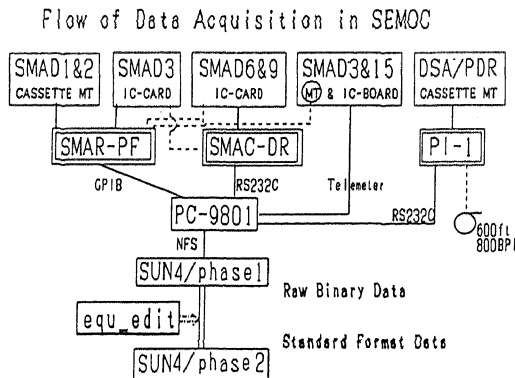 Flow of Data Acquisition in SEMOC
SMAD1&2
CASSETTE MT
SMAD3
IC-CARD
SMAD6&9
IC-CARD
SMAD3&15
MT & IC-BOARD
DSA/PDR
CASSETTE MT
SMAR-PF
SMAC-DR
PI-1
GPIB
RS232C
Telemeter
PC-9801
RS232C
600ft
800BPI
NFS
SUN4/phase1
Raw Binary Data
equ_edit
Standard Format Data
SUN4/phase2